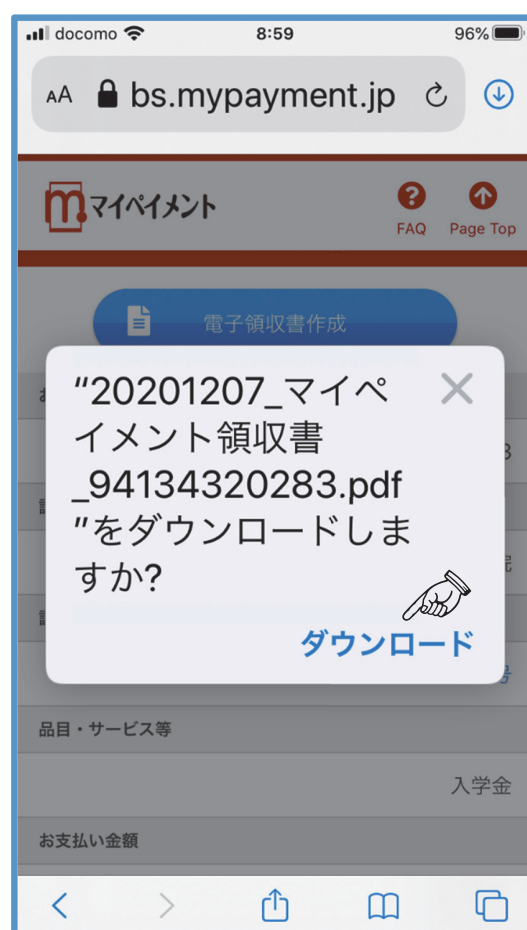 docomo 8:59 96%
AA bs.mypayment.jp
m マイペイメント
FAQ Page Top
電子領収書作成
“20201207_マイペ
イメント領収書
_94134320283.pdf
”をダウンロードしま
すか?
ダウンロード
品目・サービス等
入学金
お支払い金額